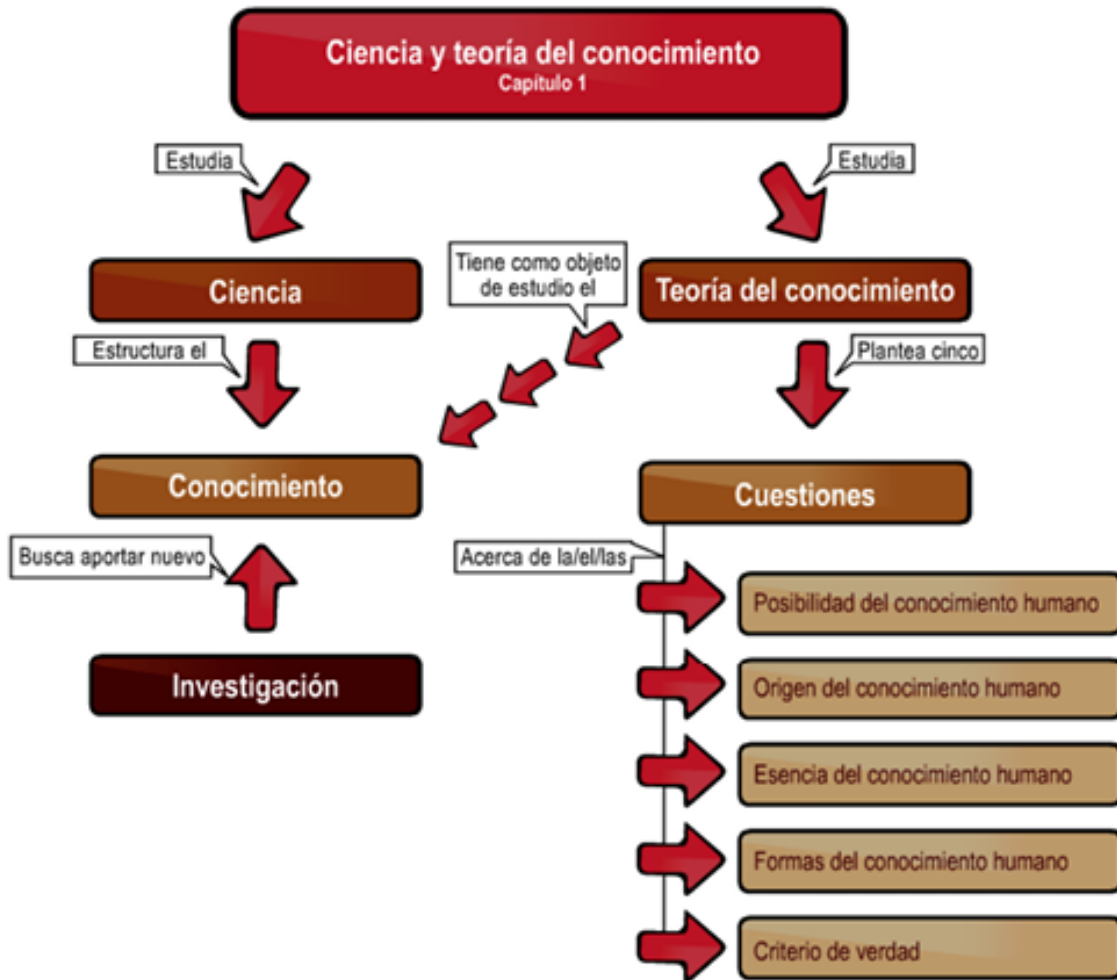 Ciencia y teoría del conocimiento
Capítulo 1
Estudia
Estudia
Ciencia
Tiene como objeto
de estudio el
Teoría del conocimiento
Estructura el
Plantea cinco
Conocimiento
Cuestiones
Busca aportar nuevo
Acerca de la/el/las
Investigación
Posibilidad del conocimiento humano
Origen del conocimiento humano
Esencia del conocimiento humano
Formas del conocimiento humano
Criterio de verdad